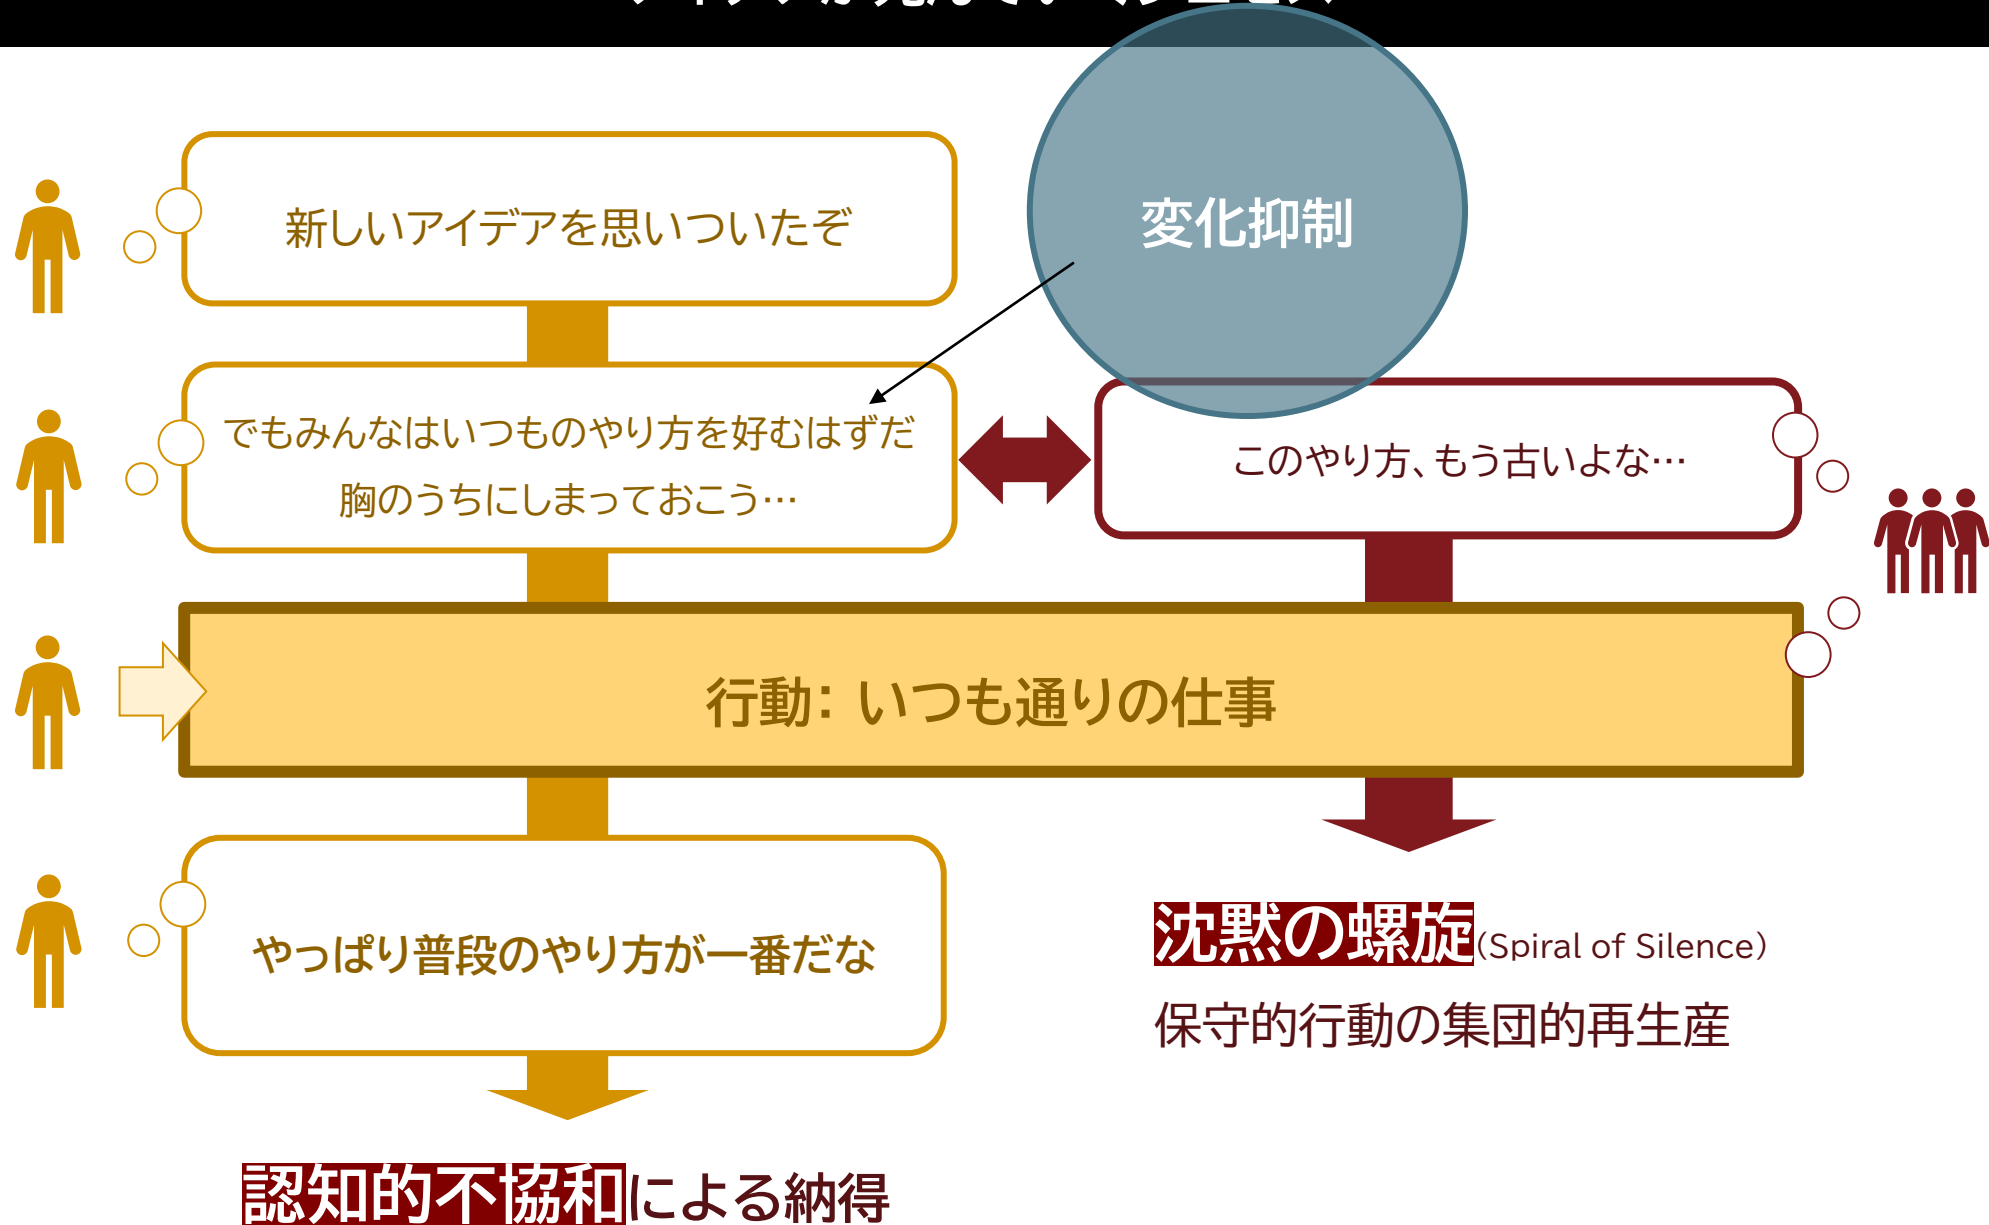 変化抑制
新しいアイデアを思いついたぞ
でもみんなはいつものやり方を好むはずだ
胸のうちにしまっておこう…
このやり方、もう古いよな…
行動： いつも通りの仕事
やっぱり普段のやり方が一番だな
沈黙の螺旋(Spiral of Silence)
保守的行動の集団的再生産
認知的不協和による納得